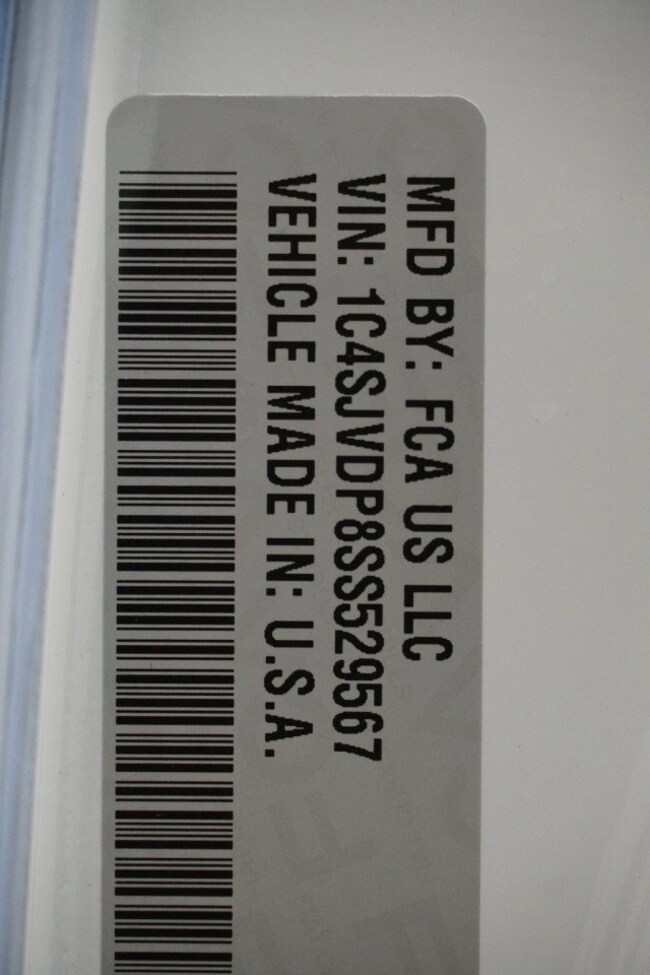 MFD BY: FCA US LLC
VIN: 1C4SJVDP8SS529567
VEHICLE MADE IN: U.S.A.